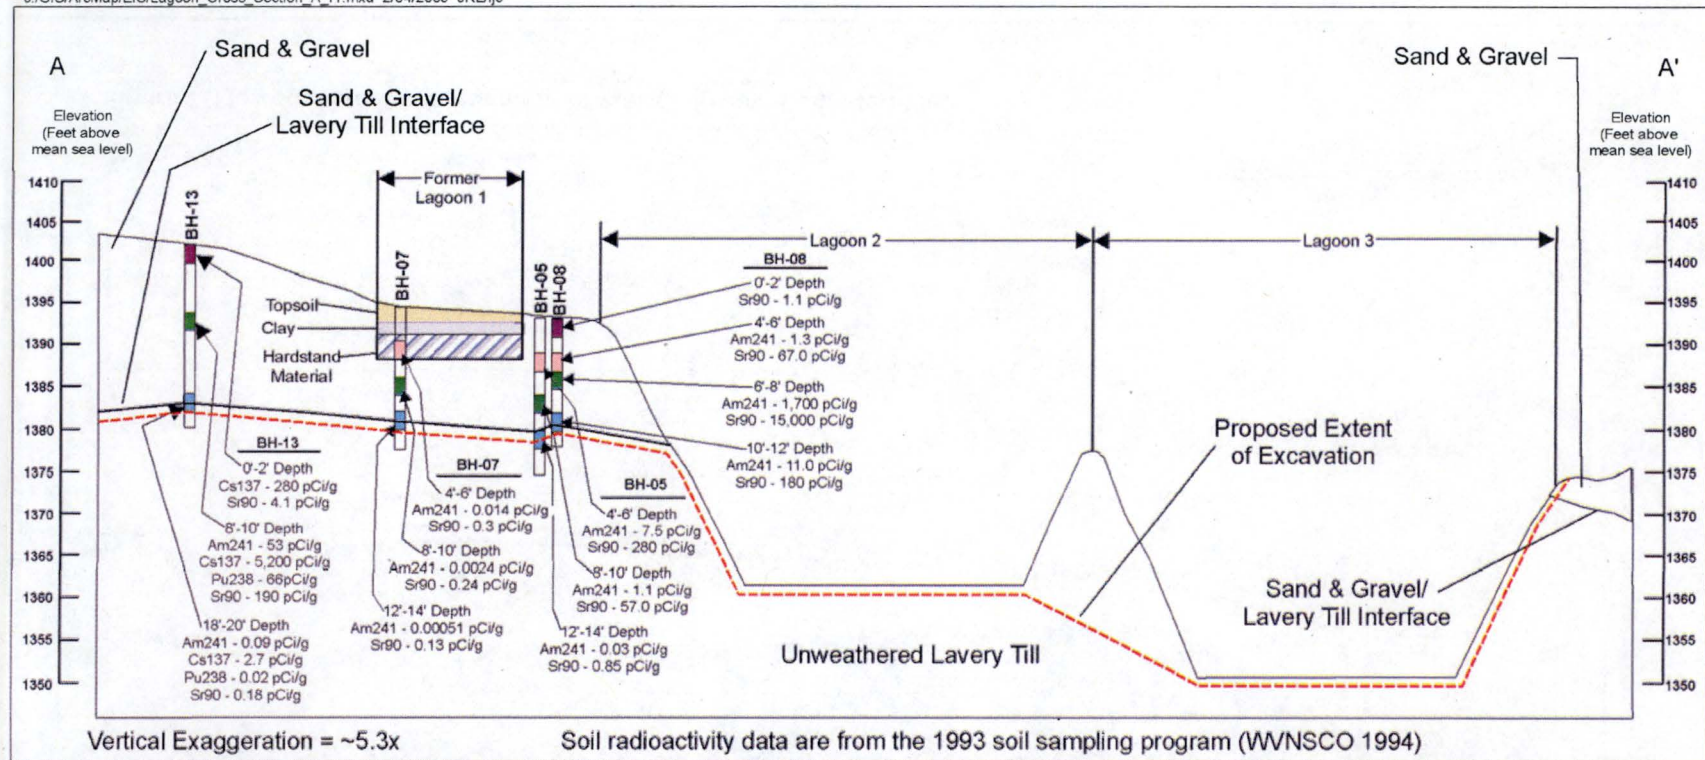 A
Sand & Gravel
Sand & Gravel/
Lavery Till Interface
Elevation
(Feet above
mean sea level)
1410
1405
1400
1395
1390
1385
1380
1375
1370
1365
1360
1355
1350
BH-13
Former
Lagoon 1
BH-07
Topsoil
Clay
Hardstand
Material
BH-05
BH-08
Lagoon 2
Lagoon 3
BH-08
0'-2' Depth
Sr90 - 1.1 pCi/g
4'-6' Depth
Am241 - 1.3 pCi/g
Sr90 - 67.0 pCi/g
6'-8' Depth
Am241 - 1,700 pCi/g
Sr90 - 15,000 pCi/g
10'-12' Depth
Am241 - 11.0 pCi/g
Sr90 - 180 pCi/g
BH-13
0'-2' Depth
Cs137 - 280 pCi/g
Sr90 - 4.1 pCi/g
8'-10' Depth
Am241 - 53 pCi/g
Cs137 - 5,200 pCi/g
Pu238 - 66pCi/g
Sr90 - 190 pCi/g
18'-20' Depth
Am241 - 0.09 pCi/g
Cs137 - 2.7 pCi/g
Pu238 - 0.02 pCi/g
Sr90 - 0.18 pCi/g
BH-07
4'-6' Depth
Am241 - 0.014 pCi/g
Sr90 - 0.3 pCi/g
8'-10' Depth
Am241 - 0.0024 pCi/g
Sr90 - 0.24 pCi/g
12'-14' Depth
Am241 - 0.00051 pCi/g
Sr90 - 0.13 pCi/g
BH-05
4'-6' Depth
Am241 - 7.5 pCi/g
Sr90 - 280 pCi/g
8'-10' Depth
Am241 - 1.1 pCi/g
Sr90 - 57.0 pCi/g
12'-14' Depth
Am241 - 0.03 pCi/g
Sr90 - 0.85 pCi/g
Unweathered Lavery Till
Proposed Extent
of Excavation
Sand & Gravel
A'
Elevation
(Feet above
mean sea level)
1410
1405
1400
1395
1390
1385
1380
1375
1370
1365
1360
1355
1350
Sand & Gravel/
Lavery Till Interface
Vertical Exaggeration = ~5.3x
Soil radioactivity data are from the 1993 soil sampling program (WVNSCO 1994)